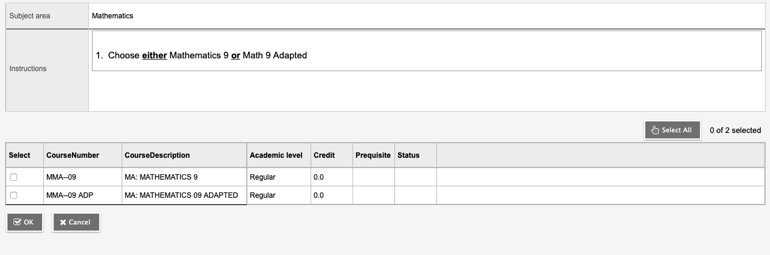 Subject area Mathematics
Instructions
1. Choose either Mathematics 9 or Math 9 Adapted
Select All 0 of 2 selected
Select CourseNumber CourseDescription Academic level Credit Prequisite Status
MMA--09 MA: MATHEMATICS 9 Regular 0.0
MMA--09 ADP MA: MATHEMATICS 09 ADAPTED Regular 0.0
OK Cancel